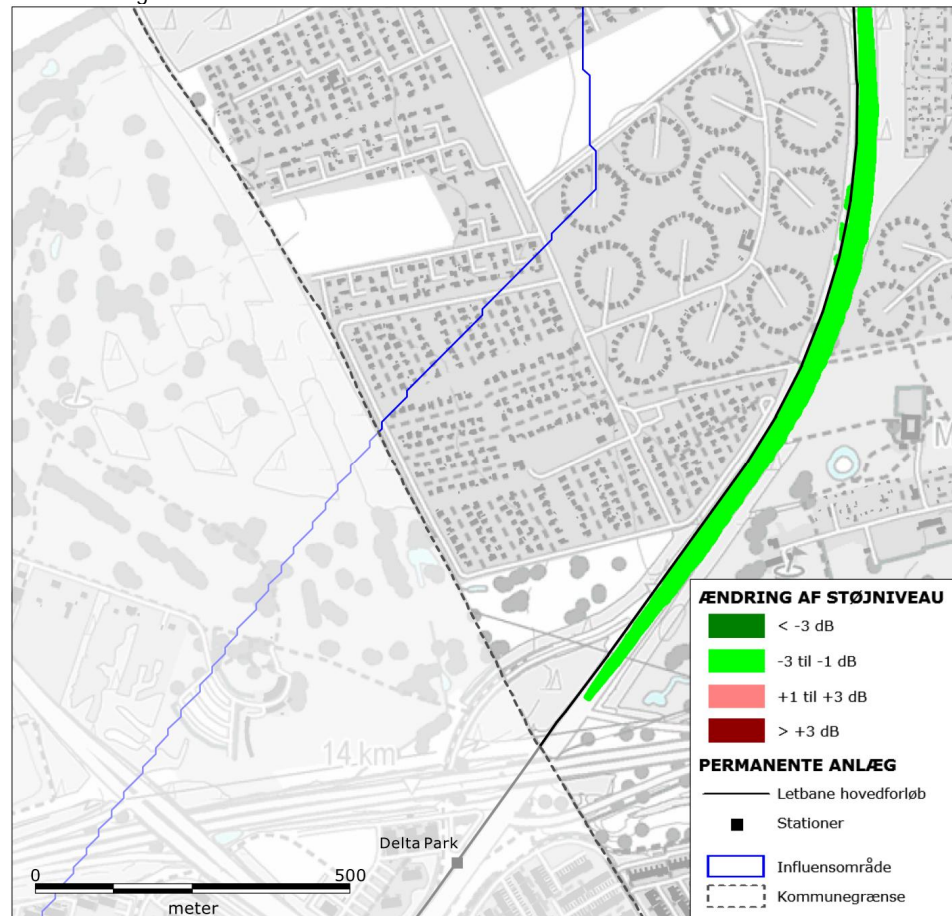 14 km
M
Delta Park
0 500
meter
ÆNDRING AF STØJNIVEAU
< -3 dB
-3 til -1 dB
+1 til +3 dB
> +3 dB
PERMANENTE ANLÆG
Letbane hovedforløb
Stationer
Influensområde
Kommunegrænse